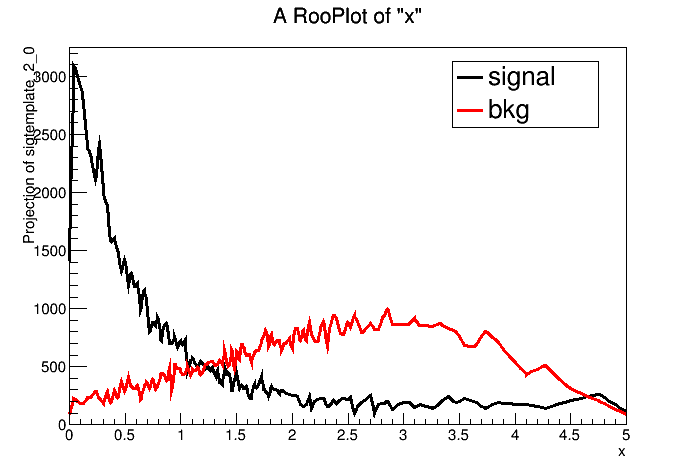 A RooPlot of "x"
Projection of sigtemplate_2_0
3000
2500
2000
1500
1000
500
0
signal
bkg
0 0.5 1 1.5 2 2.5 3 3.5 4 4.5 5
x